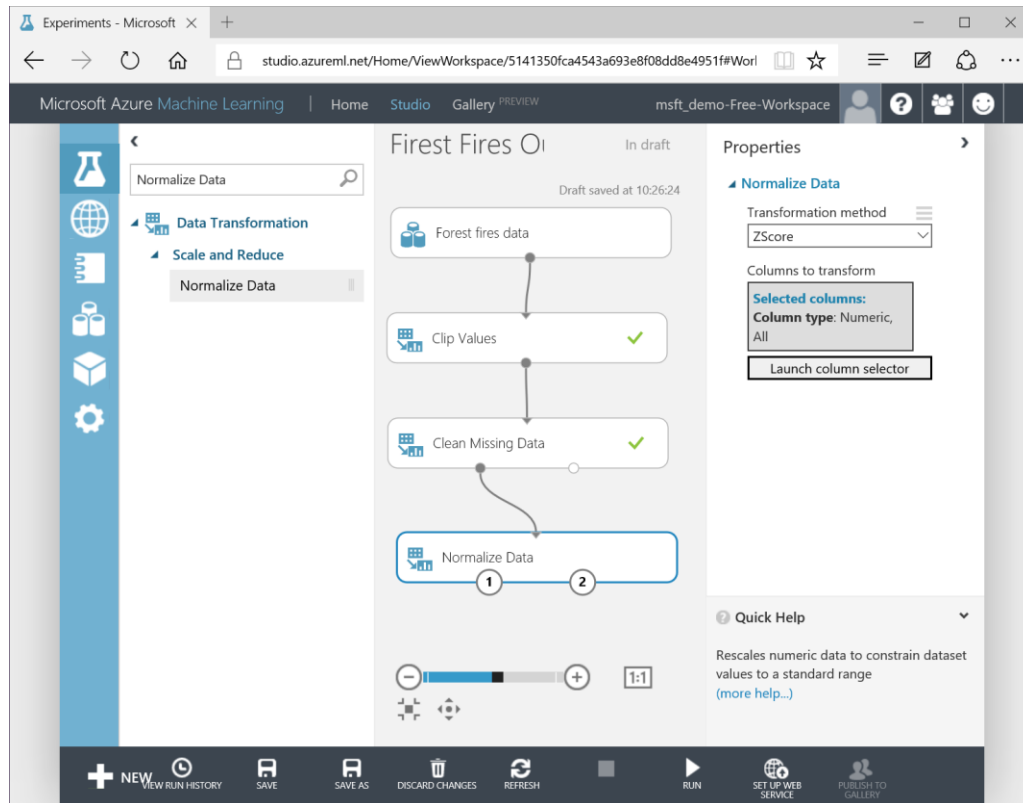 Experiments - Microsoft
studio.azureml.net/Home/ViewWorkspace/5141350fca4543a693e8f08dd8e4951f#Worl
Microsoft Azure Machine Learning | Home Studio Gallery PREVIEW msft_demo-Free-Workspace
Normalize Data
Data Transformation
Scale and Reduce
Normalize Data
Firest Fires Ou
In draft
Draft saved at 10:26:24
Forest fires data
Clip Values
Clean Missing Data
Normalize Data
1 2
1:1
Properties
Normalize Data
Transformation method
ZScore
Columns to transform
Selected columns:
Column type: Numeric,
All
Launch column selector
Quick Help
Rescales numeric data to constrain dataset
values to a standard range
(more help...)
NEW
VIEW RUN HISTORY
SAVE
SAVE AS
DISCARD CHANGES
REFRESH
RUN
SET UP WEB
SERVICE
PUBLISH TO
GALLERY